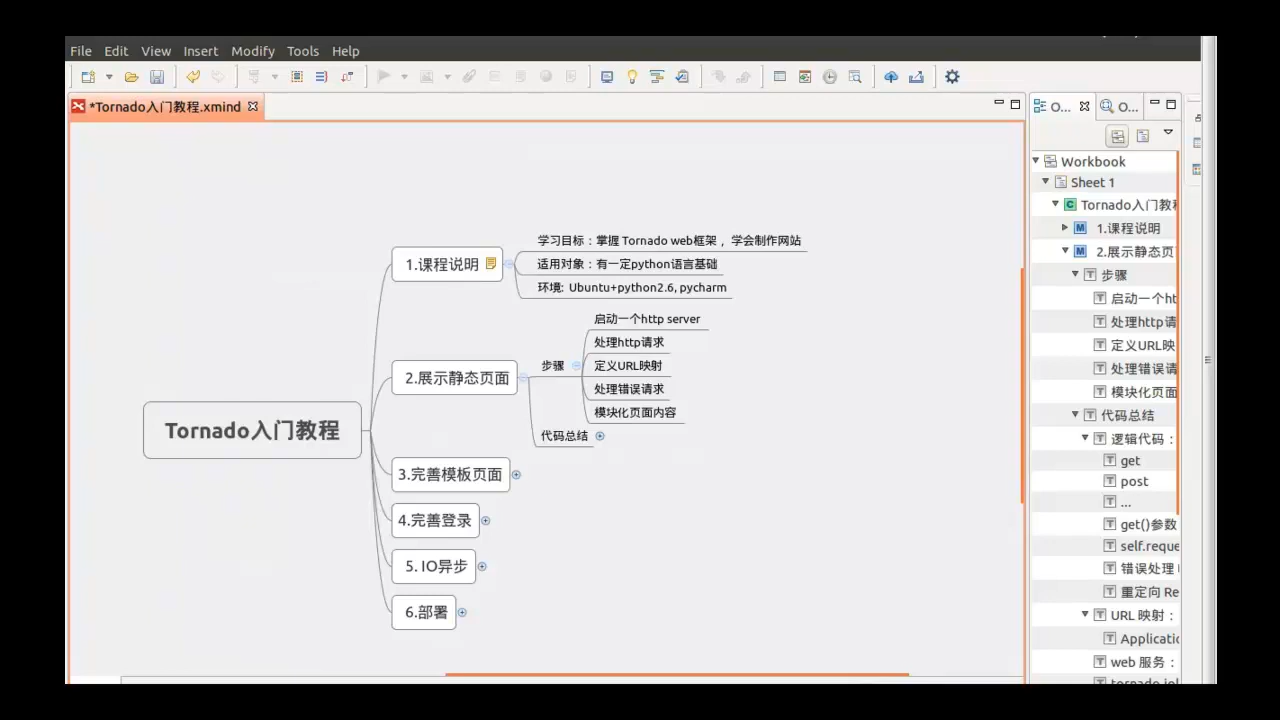 File Edit View Insert Modify Tools Help
*Tornado入门教程.xmind
O...
O...
Tornado入门教程
1.课程说明
学习目标：掌握 Tornado web框架， 学会制作网站
适用对象：有一定python语言基础
环境: Ubuntu+python2.6, pycharm
2.展示静态页面
步骤
启动一个http server
处理http请求
定义URL映射
处理错误请求
模块化页面内容
代码总结
3.完善模板页面
4.完善登录
5. IO异步
6.部署
Workbook
Sheet 1
Tornado入门教
1.课程说明
2.展示静态页
步骤
启动一个ht
处理http请
定义URL映
处理错误请
模块化页面
代码总结
逻辑代码：
get
post
...
get()参数
self.reque
错误处理
重定向 Re
URL 映射：
Applicatio
web 服务：